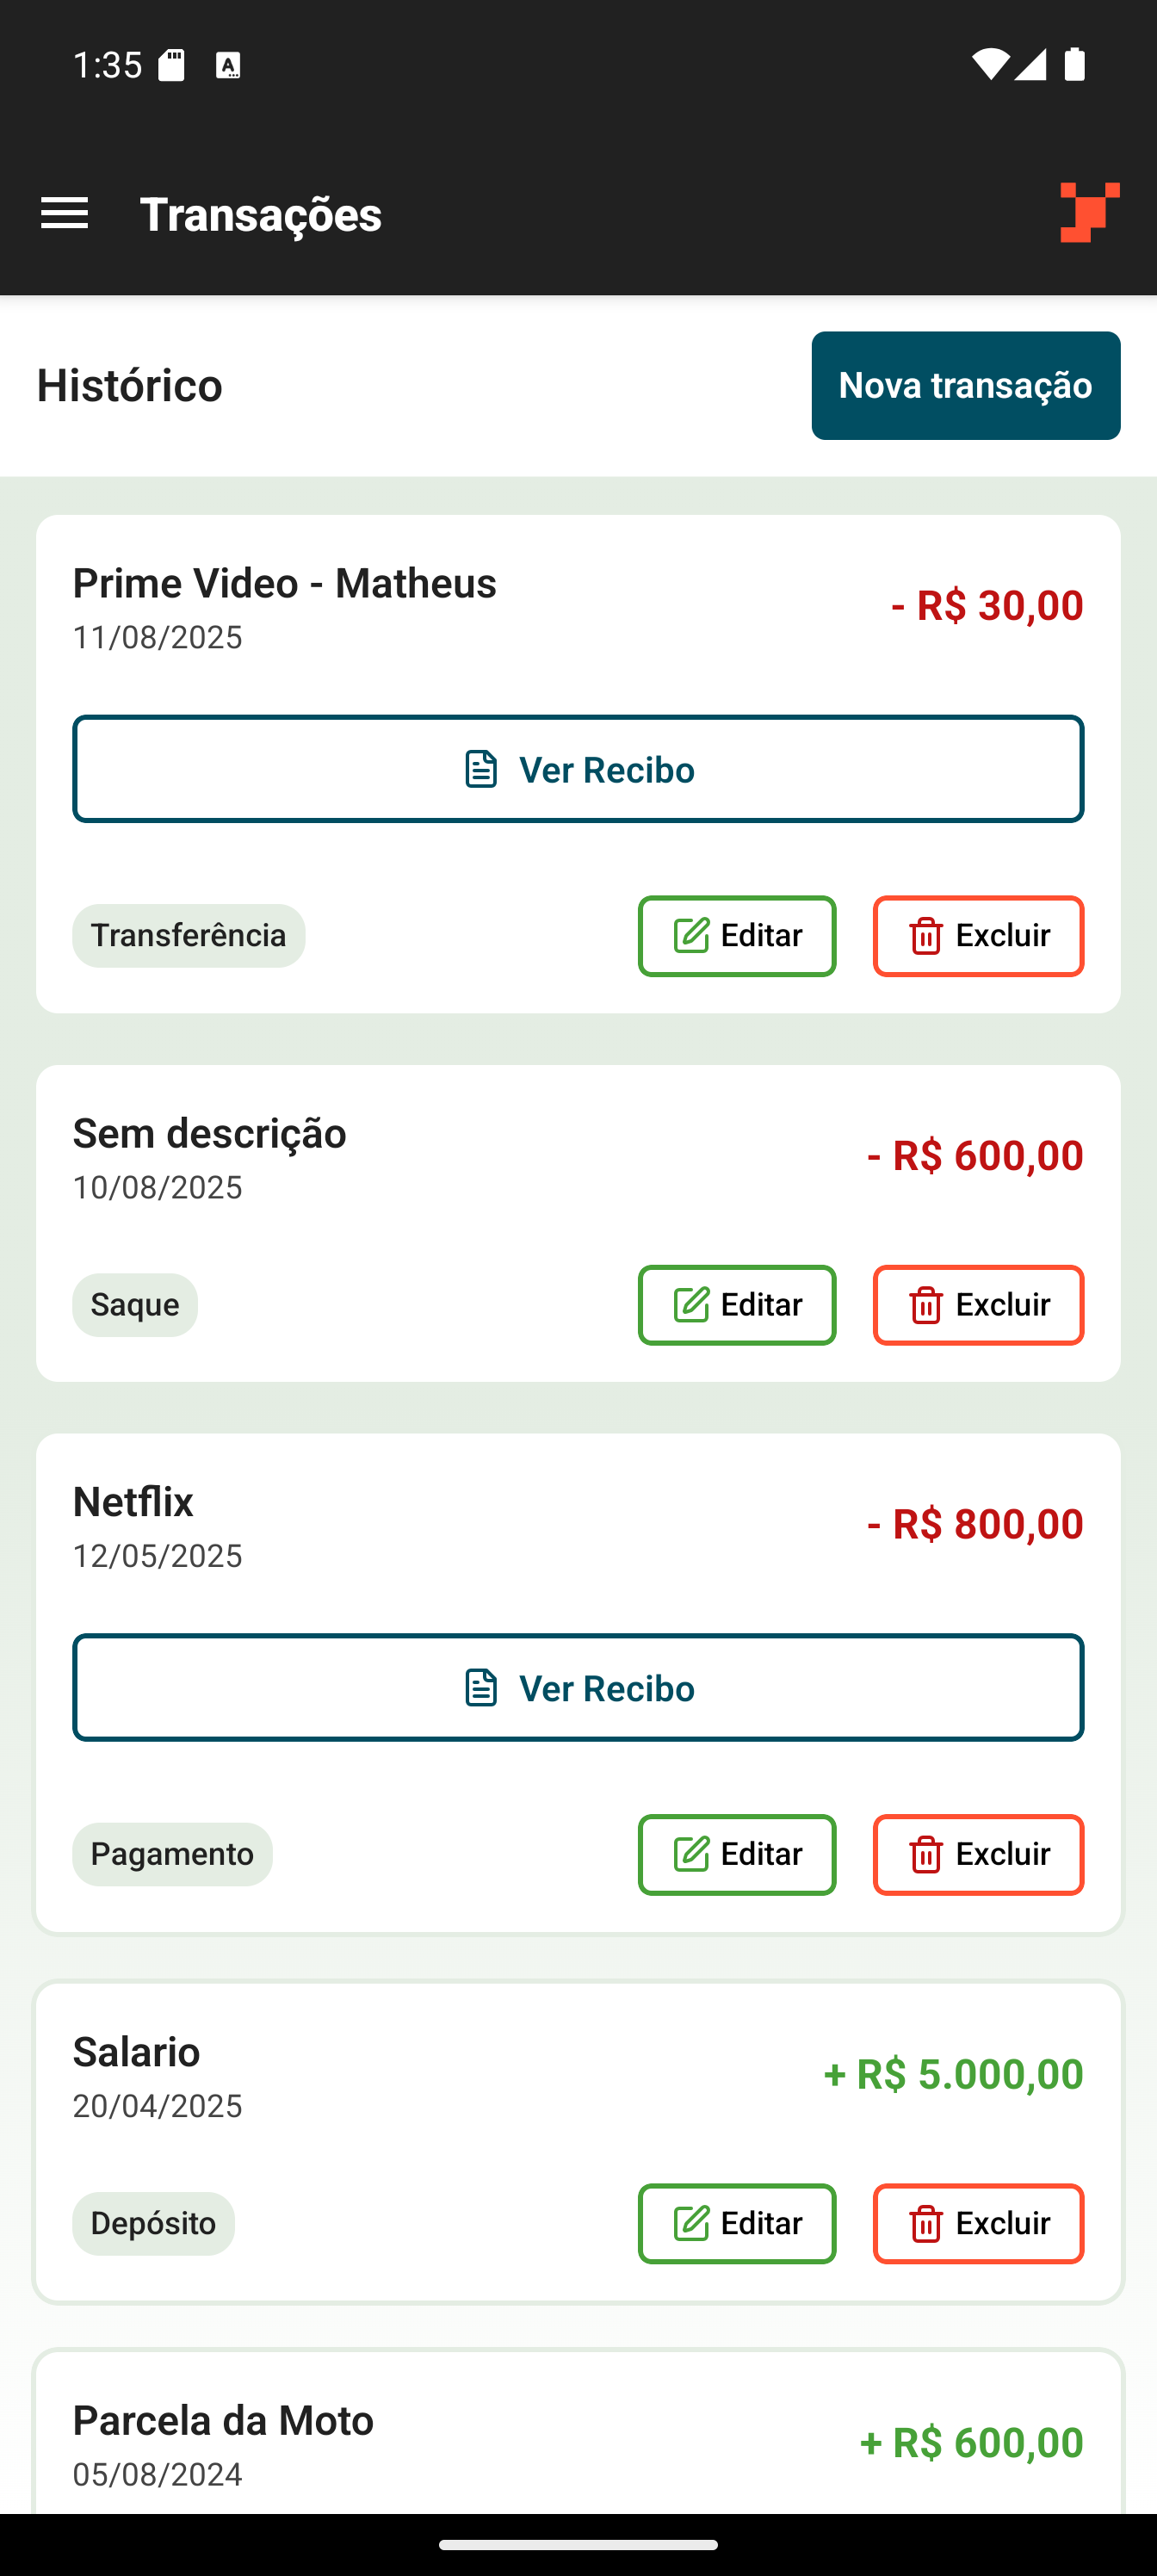 1:35
Transações
Histórico
Nova transação
Prime Video - Matheus
- R$ 30,00
11/08/2025
Ver Recibo
Transferência
Editar
Excluir
Sem descrição
- R$ 600,00
10/08/2025
Saque
Editar
Excluir
Netflix
- R$ 800,00
12/05/2025
Ver Recibo
Pagamento
Editar
Excluir
Salario
+ R$ 5.000,00
20/04/2025
Depósito
Editar
Excluir
Parcela da Moto
+ R$ 600,00
05/08/2024